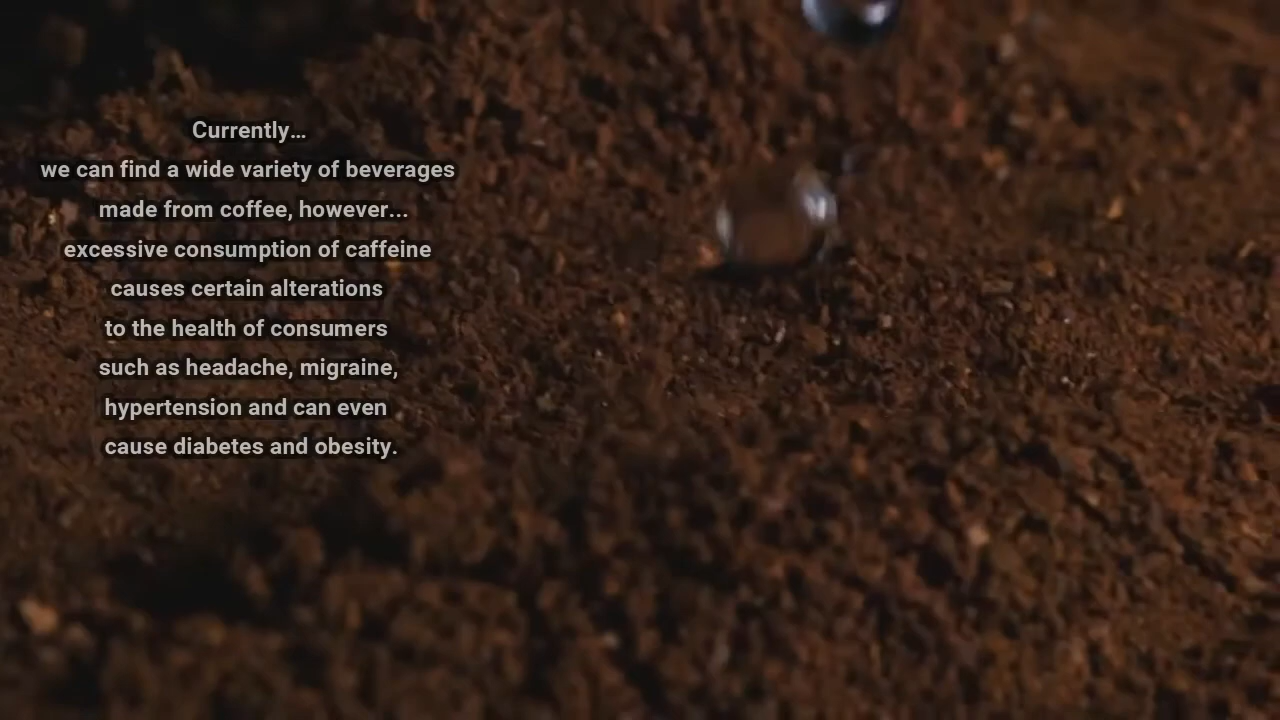 Currently…
we can find a wide variety of beverages
made from coffee, however...
excessive consumption of caffeine
causes certain alterations
to the health of consumers
such as headache, migraine,
hypertension and can even
cause diabetes and obesity.